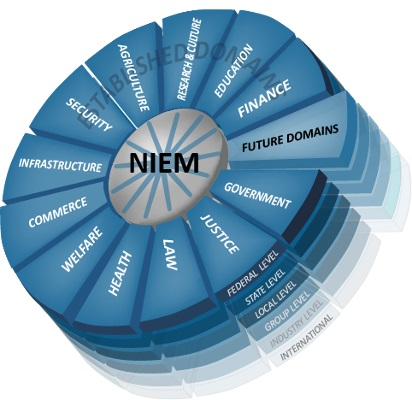 ESTABLISHED DOMAINS
AGRICULTURE
RESEARCH & CULTURE
EDUCATION
SECURITY
FINANCE
NIEM
FUTURE DOMAINS
INFRASTRUCTURE
GOVERNMENT
COMMERCE
JUSTICE
WELFARE
LAW
HEALTH
FEDERAL LEVEL
STATE LEVEL
LOCAL LEVEL
GROUP LEVEL
INDUSTRY LEVEL
INTERNATIONAL